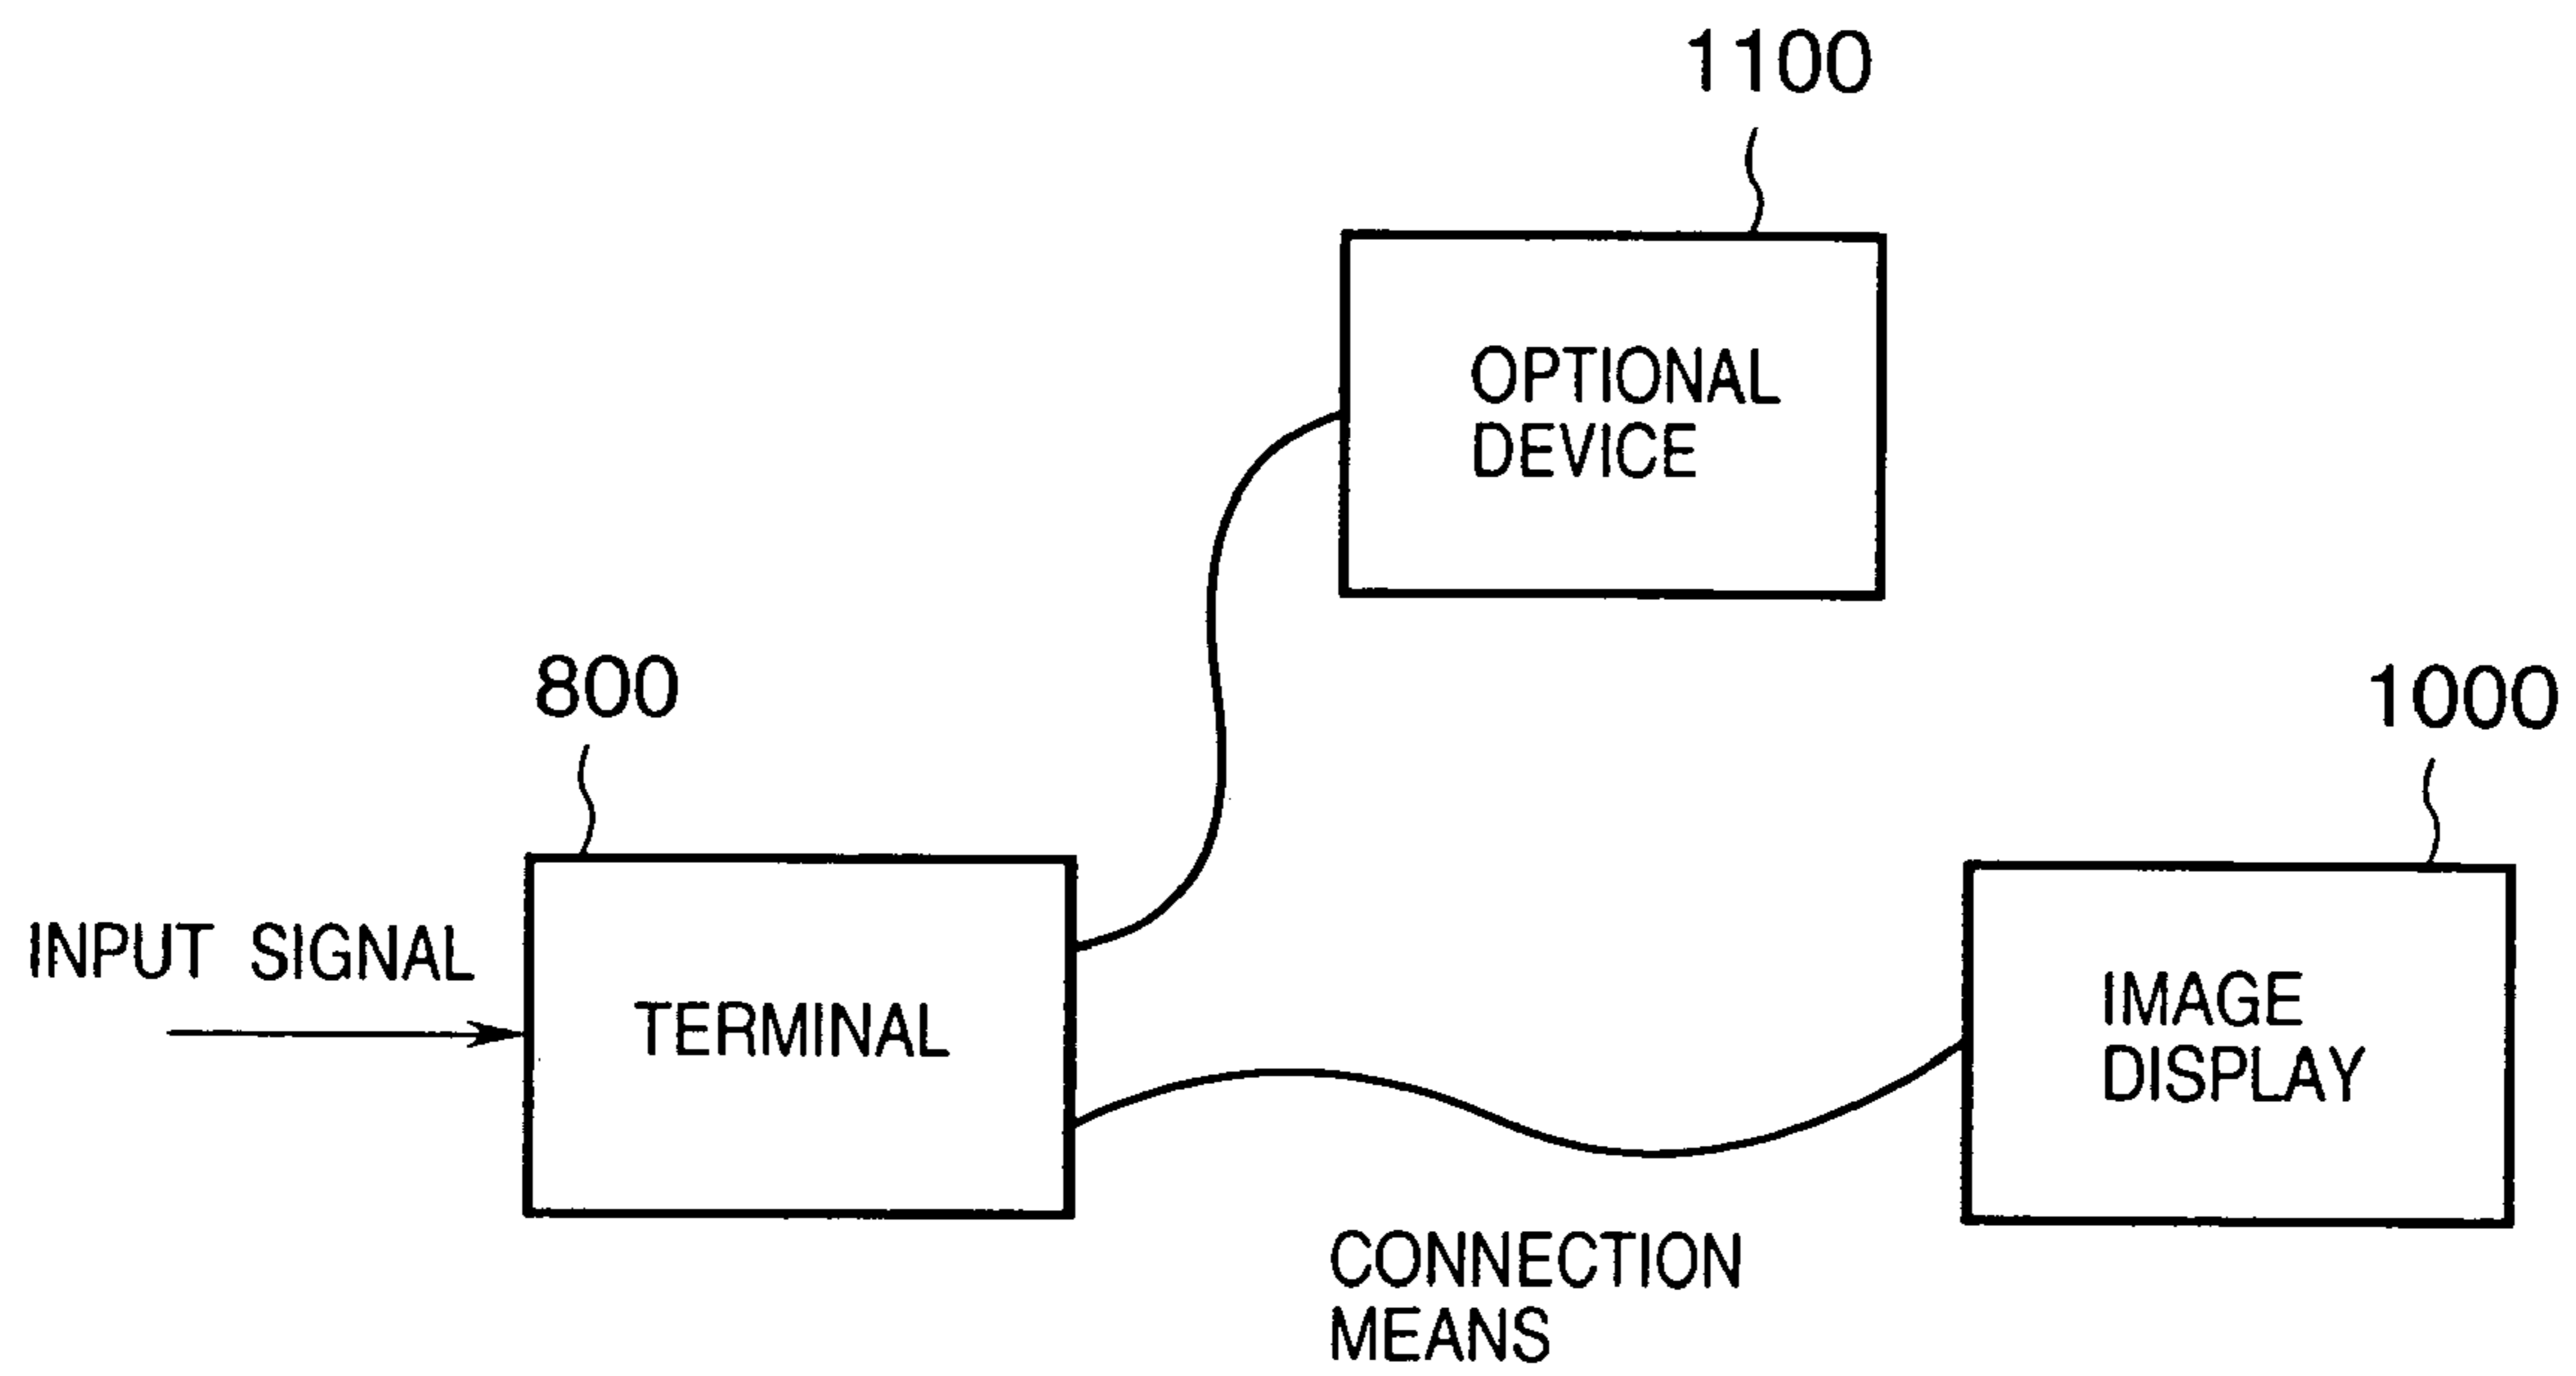 1100
OPTIONAL
DEVICE
800
1000
INPUT SIGNAL
TERMINAL
IMAGE
DISPLAY
CONNECTION
MEANS